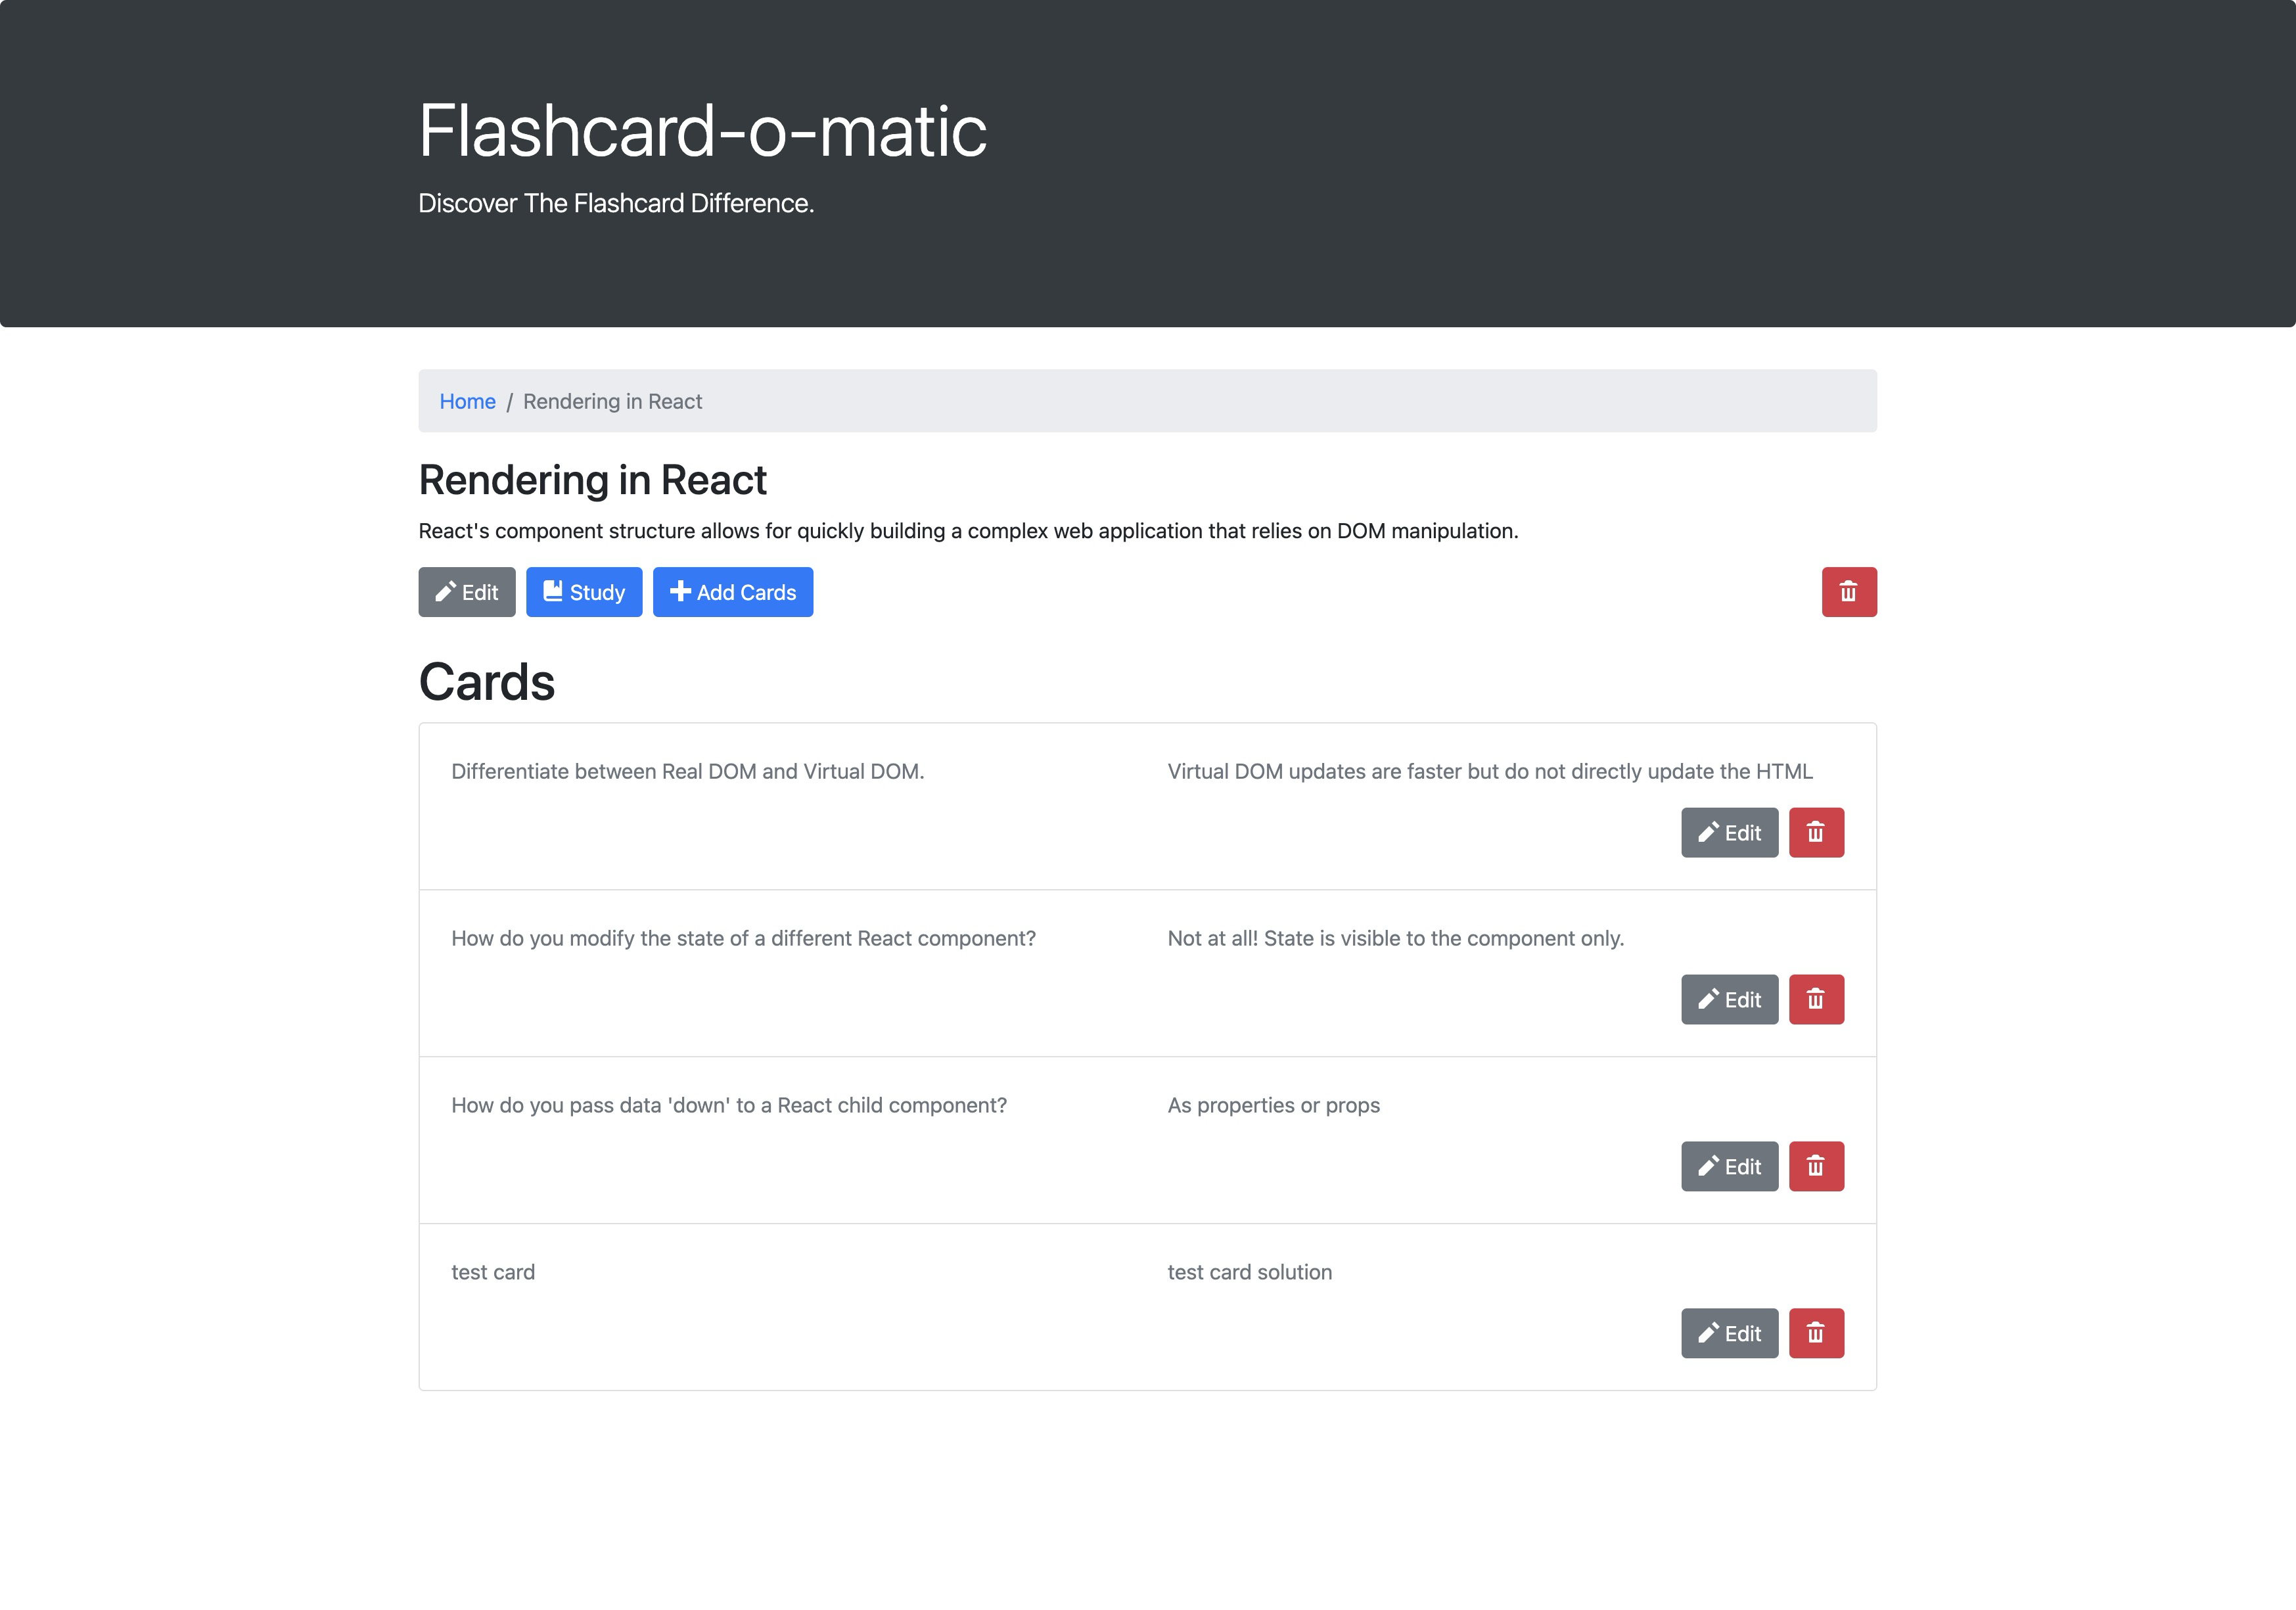 Flashcard-o-matic
Discover The Flashcard Difference.
Home / Rendering in React
Rendering in React
React's component structure allows for quickly building a complex web application that relies on DOM manipulation.
Edit Study Add Cards
Cards
Differentiate between Real DOM and Virtual DOM. Virtual DOM updates are faster but do not directly update the HTML
Edit
How do you modify the state of a different React component? Not at all! State is visible to the component only.
Edit
How do you pass data 'down' to a React child component? As properties or props
Edit
test card test card solution
Edit